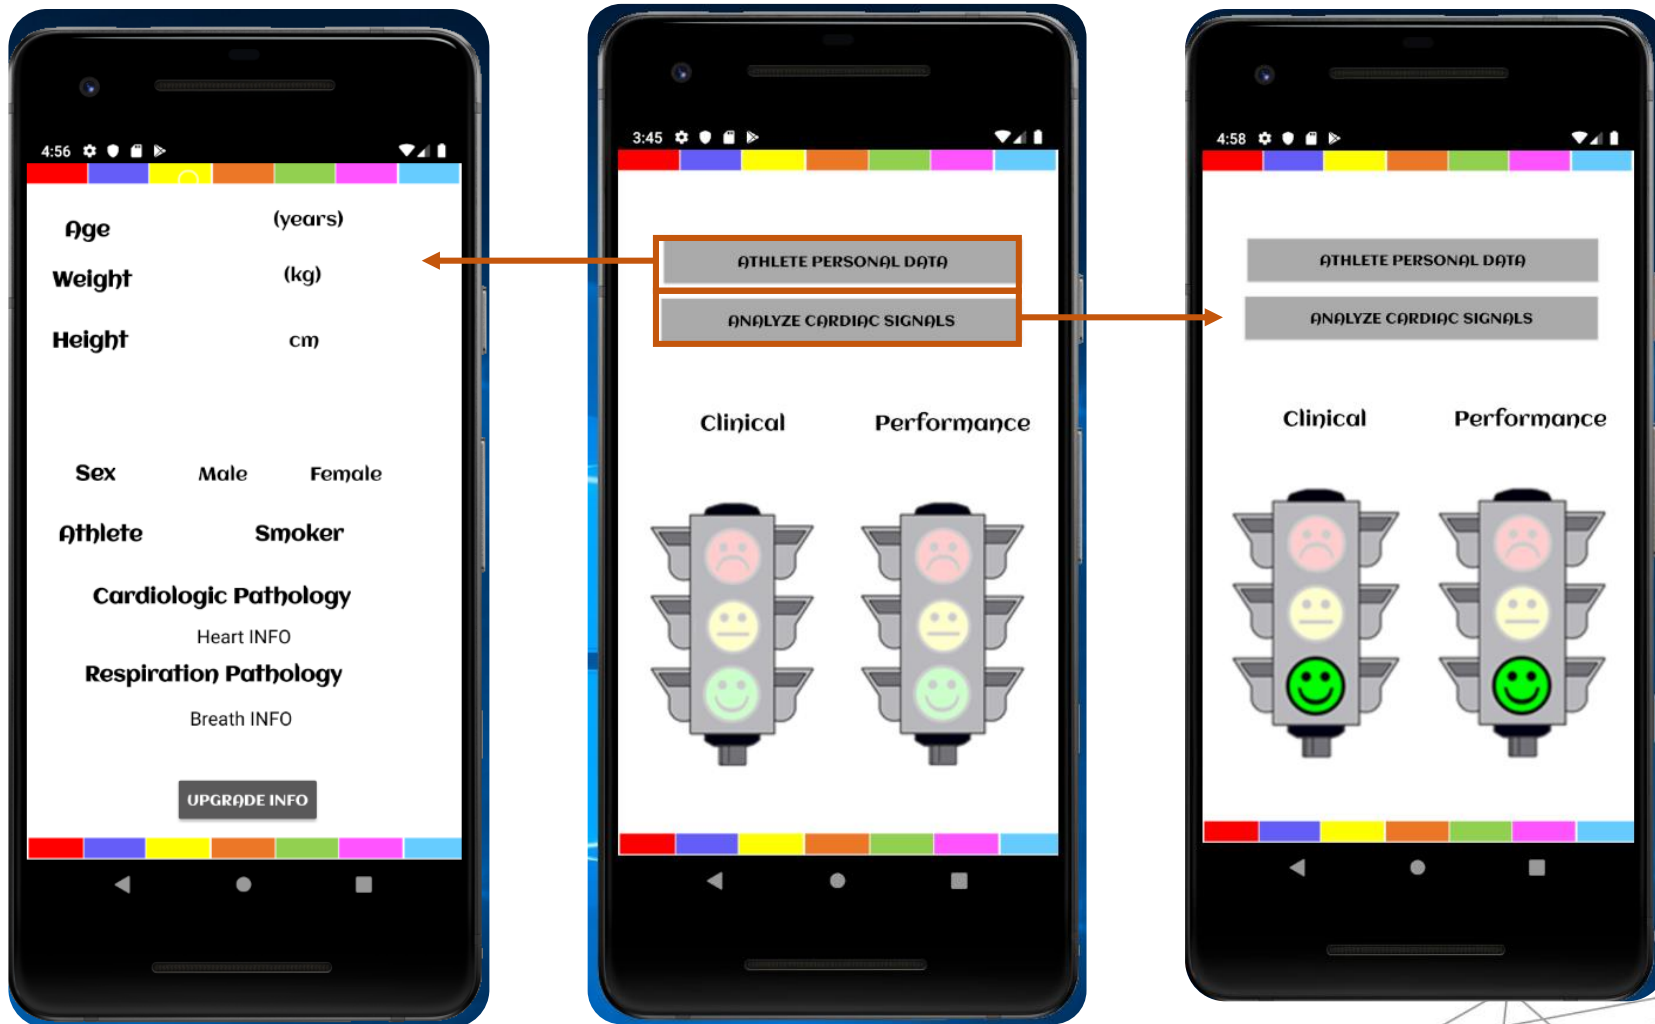 4:56
Age (years)
Weight (kg)
Height cm
Sex Male Female
Athlete Smoker
Cardiologic Pathology
Heart INFO
Respiration Pathology
Breath INFO
UPGRADE INFO
3:45
ATHLETE PERSONAL DATA
ANALYZE CARDIAC SIGNALS
Clinical Performance
4:58
ATHLETE PERSONAL DATA
ANALYZE CARDIAC SIGNALS
Clinical Performance